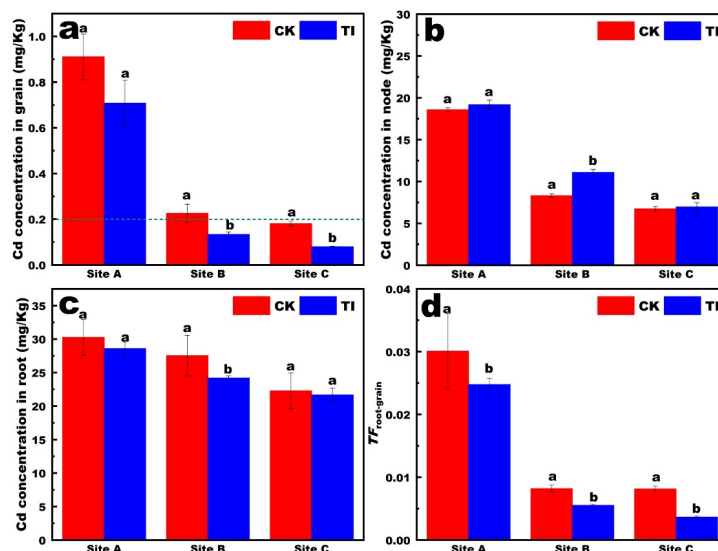 a
CK TI
Cd concentration in grain (mg/Kg)
1.0
0.8
0.6
0.4
0.2
0.0
a a
a b
a b
Site A Site B Site C
b
CK TI
Cd concentration in node (mg/Kg)
30
25
20
15
10
5
0
a a
a b
a a
Site A Site B Site C
c
CK TI
Cd concentration in root (mg/Kg)
35
30
25
20
15
10
5
0
a a
a b
a a
Site A Site B Site C
d
CK TI
TFroot-grain
0.04
0.03
0.02
0.01
0.00
a b
a b
a b
Site A Site B Site C